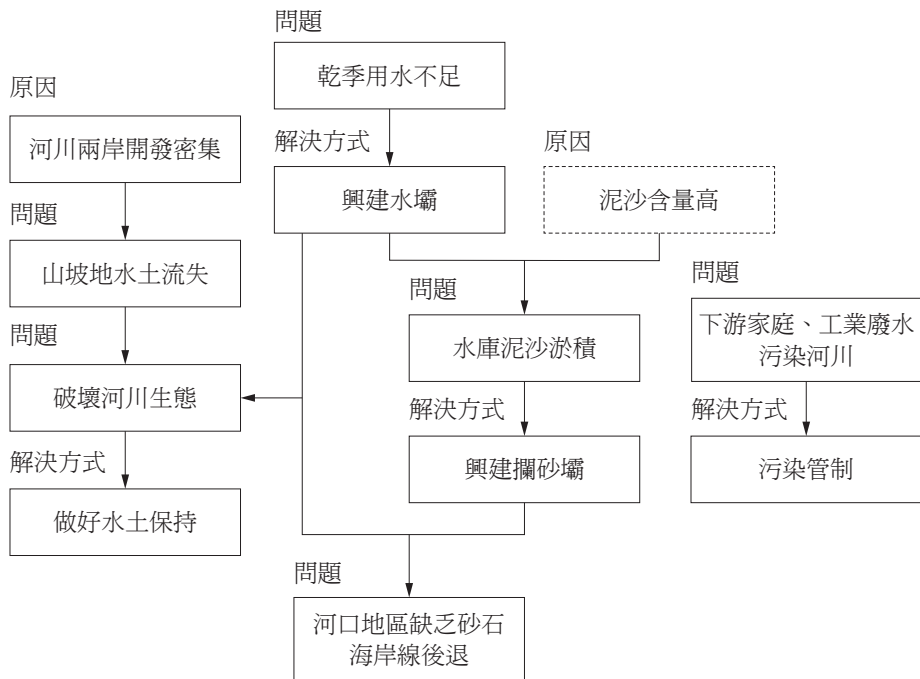 問題
乾季用水不足
原因
河川兩岸開發密集
解決方式
興建水壩
原因
泥沙含量高
問題
山坡地水土流失
問題
水庫泥沙淤積
問題
下游家庭、工業廢水
污染河川
問題
破壞河川生態
解決方式
興建攔砂壩
解決方式
污染管制
解決方式
做好水土保持
問題
河口地區缺乏砂石
海岸線後退